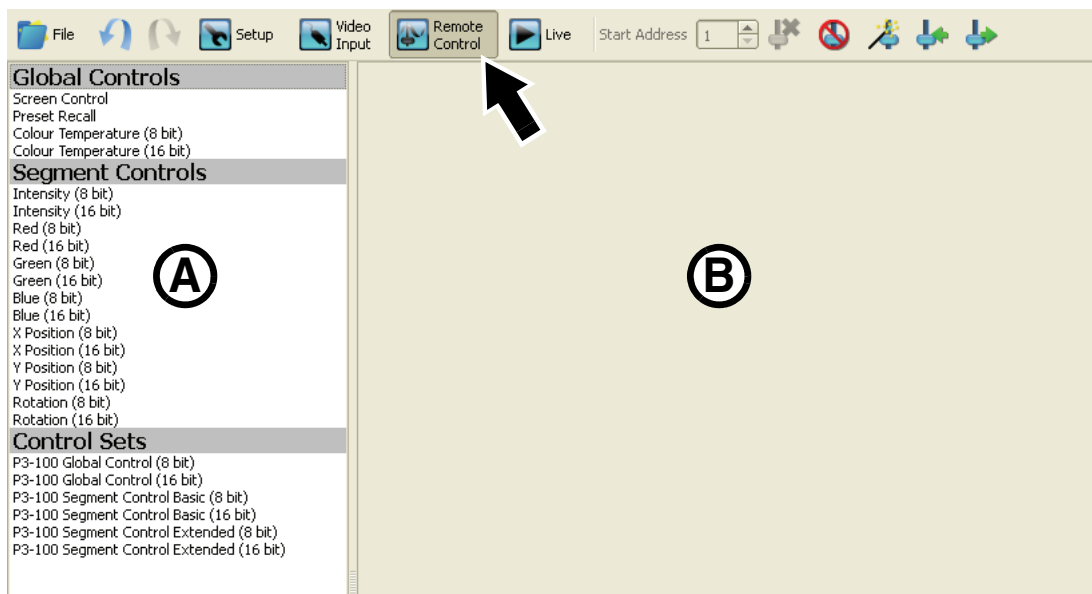 File Setup Video Input Remote Control Live Start Address 1
Global Controls
Screen Control
Preset Recall
Colour Temperature (8 bit)
Colour Temperature (16 bit)
Segment Controls
Intensity (8 bit)
Intensity (16 bit)
Red (8 bit)
Red (16 bit)
Green (8 bit)
Green (16 bit)
Blue (8 bit)
Blue (16 bit)
X Position (8 bit)
X Position (16 bit)
Y Position (8 bit)
Y Position (16 bit)
Rotation (8 bit)
Rotation (16 bit)
Control Sets
P3-100 Global Control (8 bit)
P3-100 Global Control (16 bit)
P3-100 Segment Control Basic (8 bit)
P3-100 Segment Control Basic (16 bit)
P3-100 Segment Control Extended (8 bit)
P3-100 Segment Control Extended (16 bit)
A
B